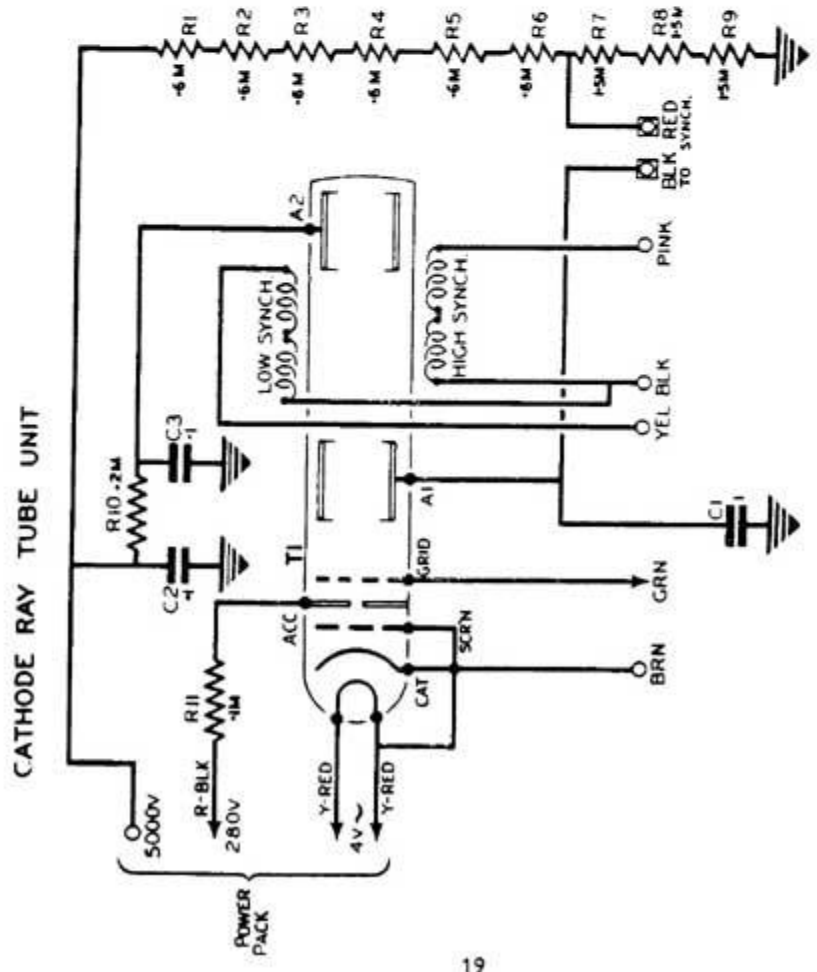 CATHODE RAY TUBE UNIT
R1
·6M
R2
·6M
R3
·6M
R4
·6M
R5
·6M
R6
·6M
R7
1·5M
R8
1·5M
R9
1·5M
R10 ·2M
C2
·1
C3
·1
A2
LOW SYNCH.
HIGH SYNCH.
RED
BLK
TO SYNCH.
PINK
BLK
YEL
A1
C1
·1
T1
GRID
GRN
ACC
SCR'N
CAT
BRN
R11
·1M
R-BLK
280V
5000V
Y-RED
4V ~
Y-RED
POWER
PACK
19